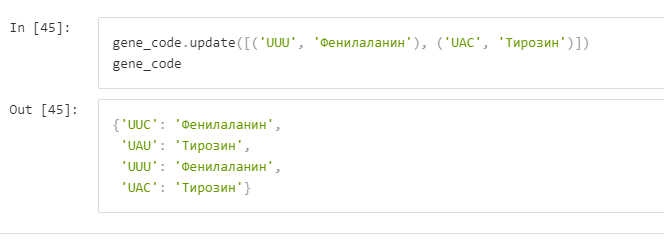 In [45]:
gene_code.update([('UUU', 'Фенилаланин'), ('UAC', 'Тирозин')])
gene_code
Out [45]:
{'UUC': 'Фенилаланин',
'UAU': 'Тирозин',
'UUU': 'Фенилаланин',
'UAC': 'Тирозин'}